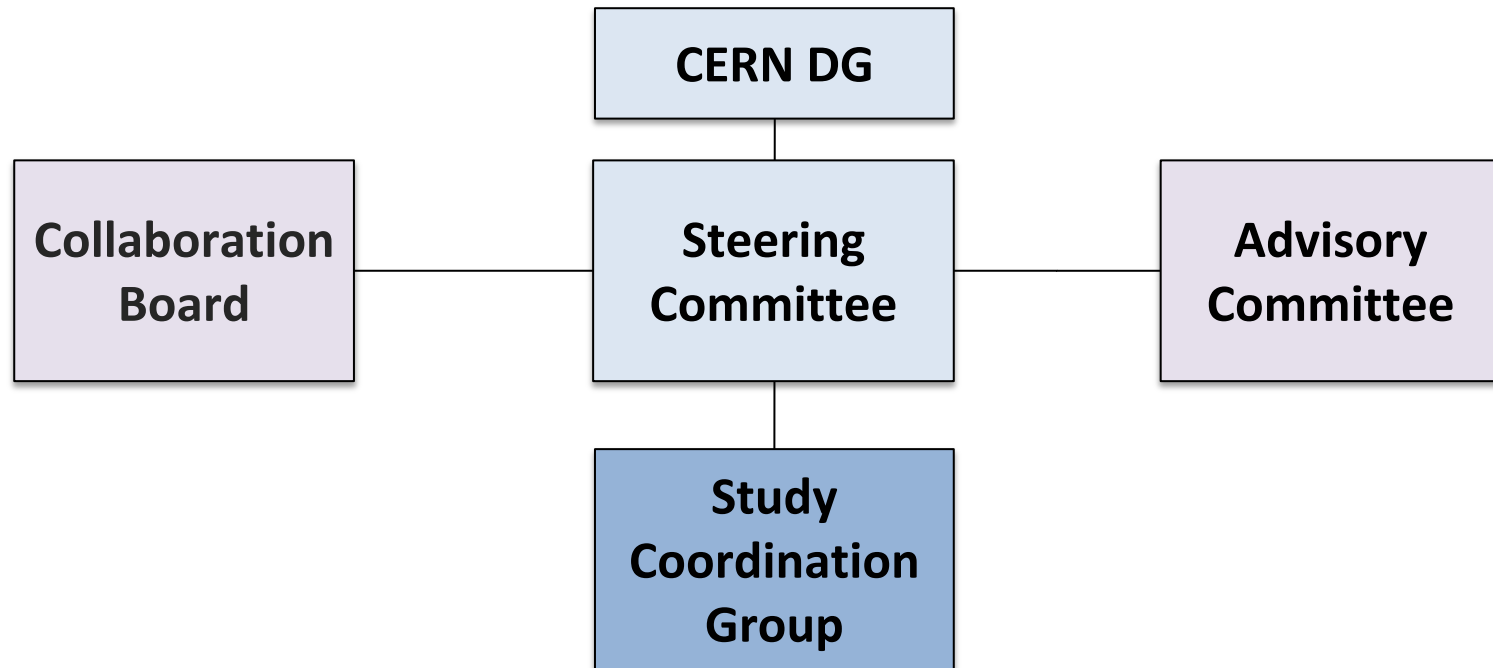 CERN DG
Collaboration
Board
Steering
Committee
Advisory
Committee
Study
Coordination
Group